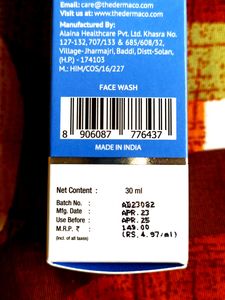 Email: care@thedermaco.com
Visit us at: www.thedermaco.com
Manufactured By:
Alaina Healthcare Pvt. Ltd. Khasra No.
127-132,707/133 & 685/608/32,
Village-Jharmajri, Baddi, Distt-Solan,
(H.P) - 174103
M.: HIM/COS/16/227
FACE WASH
8 906087 776437
MADE IN INDIA
Net Content : 30 ml
Batch No. : AD23082
Mfg. Date : APR.23
Use Before : APR.25
M.R.P. ₹ : 149.00
(incl. of all taxes) (RS.4.97/ml)